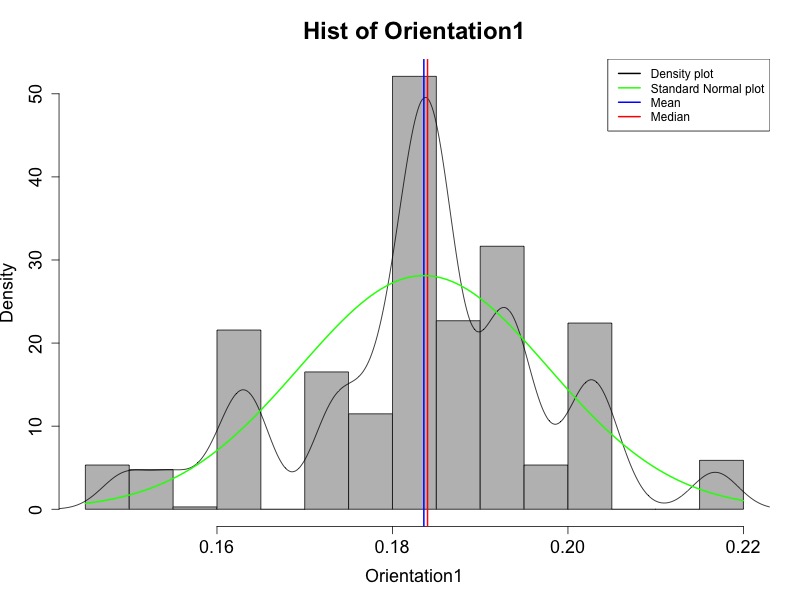 Hist of Orientation1
Density plot
Standard Normal plot
Mean
Median
Density
50
40
30
20
10
0
0.16 0.18 0.20 0.22
Orientation1